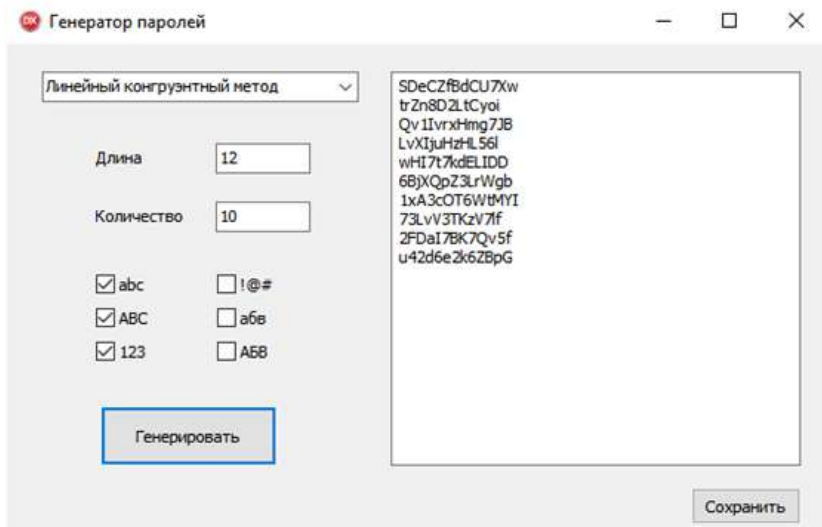 Генератор паролей
Линейный конгруэнтный метод
Длина 12
Количество 10
abc !@#
ABC абв
123 АБВ
Генерировать
SDeCZfBdCU7Xw
trZn8D2LtCyoi
Qv1IvrxHmg7JB
LvXIjuHzHL56l
wHI7t7kdELIDD
6BjXQpZ3LrWgb
1xA3cOT6WtMYI
73LvV3TKzV7lf
2FDaI7BK7Qv5f
u42d6e2k6ZBpG
Сохранить